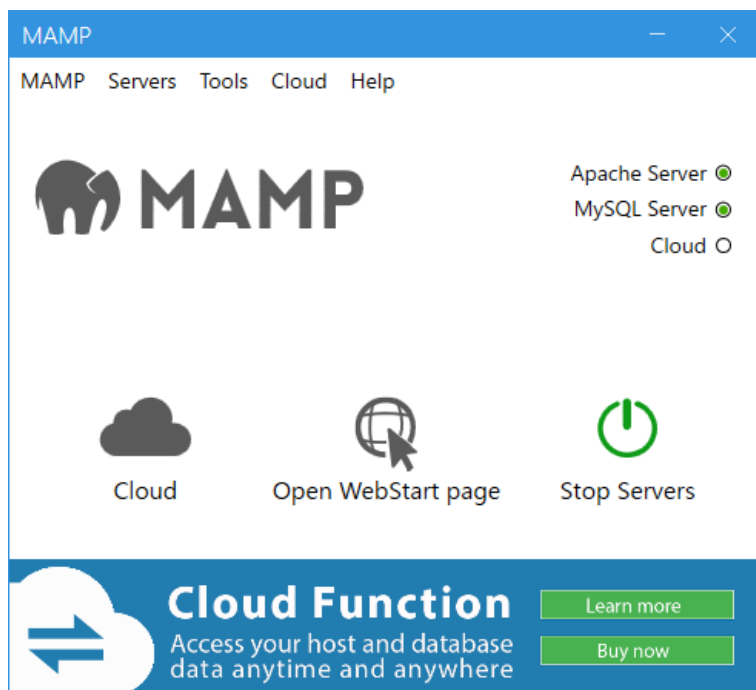 MAMP
MAMP Servers Tools Cloud Help
MAMP
Apache Server
MySQL Server
Cloud
Cloud
Open WebStart page
Stop Servers
Cloud Function
Access your host and database
data anytime and anywhere
Learn more
Buy now